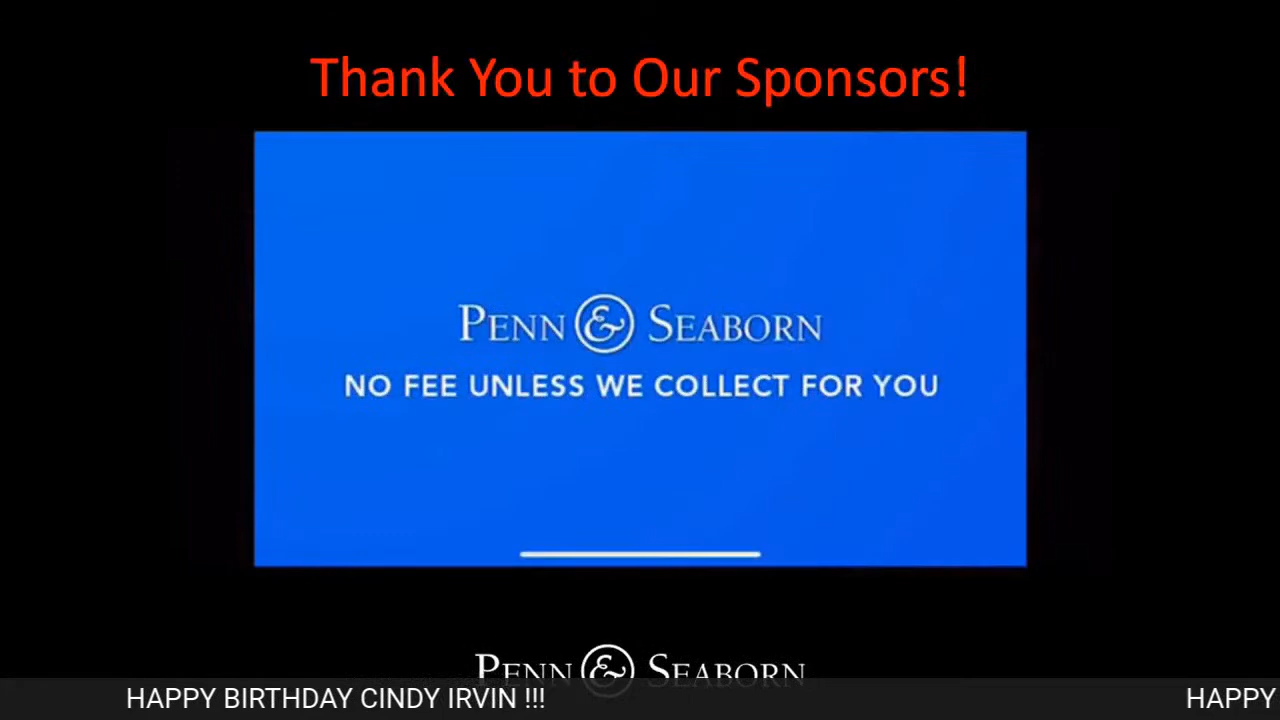 Thank You to Our Sponsors!
PENN & SEABORN
NO FEE UNLESS WE COLLECT FOR YOU
PENN & SEABORN
HAPPY BIRTHDAY CINDY IRVIN !!! HAPPY